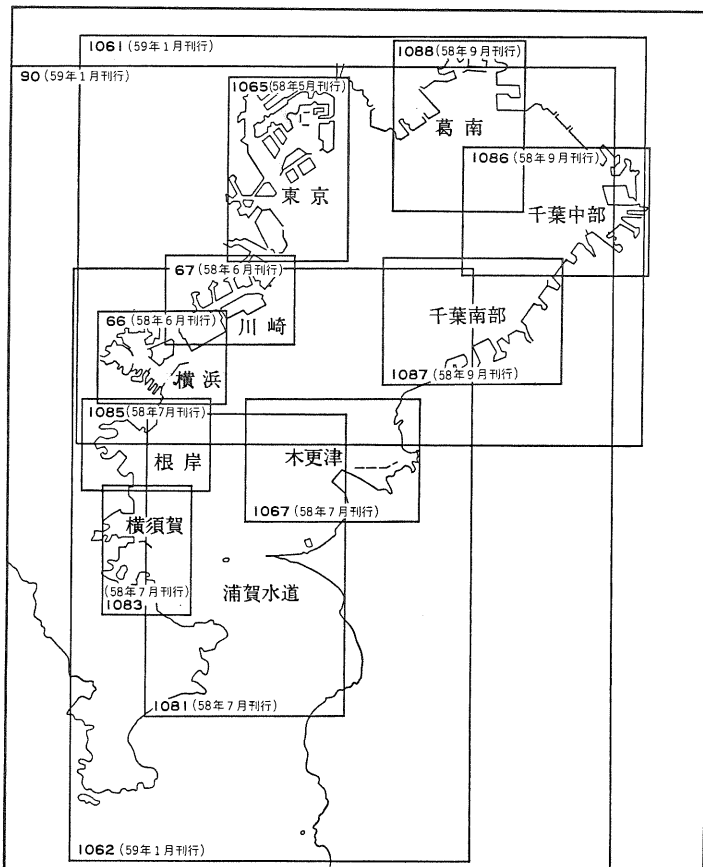 1061 (59年1月刊行)
1088 (58年9月刊行)
90 (59年1月刊行)
1065 (58年5月刊行)
葛南
1086 (58年9月刊行)
東京
千葉中部
67 (58年6月刊行)
川崎
千葉南部
66 (58年6月刊行)
横浜
1087 (58年9月刊行)
1085 (58年7月刊行)
根岸
木更津
1067 (58年7月刊行)
横須賀
(58年7月刊行)
1083
浦賀水道
1081 (58年7月刊行)
1062 (59年1月刊行)